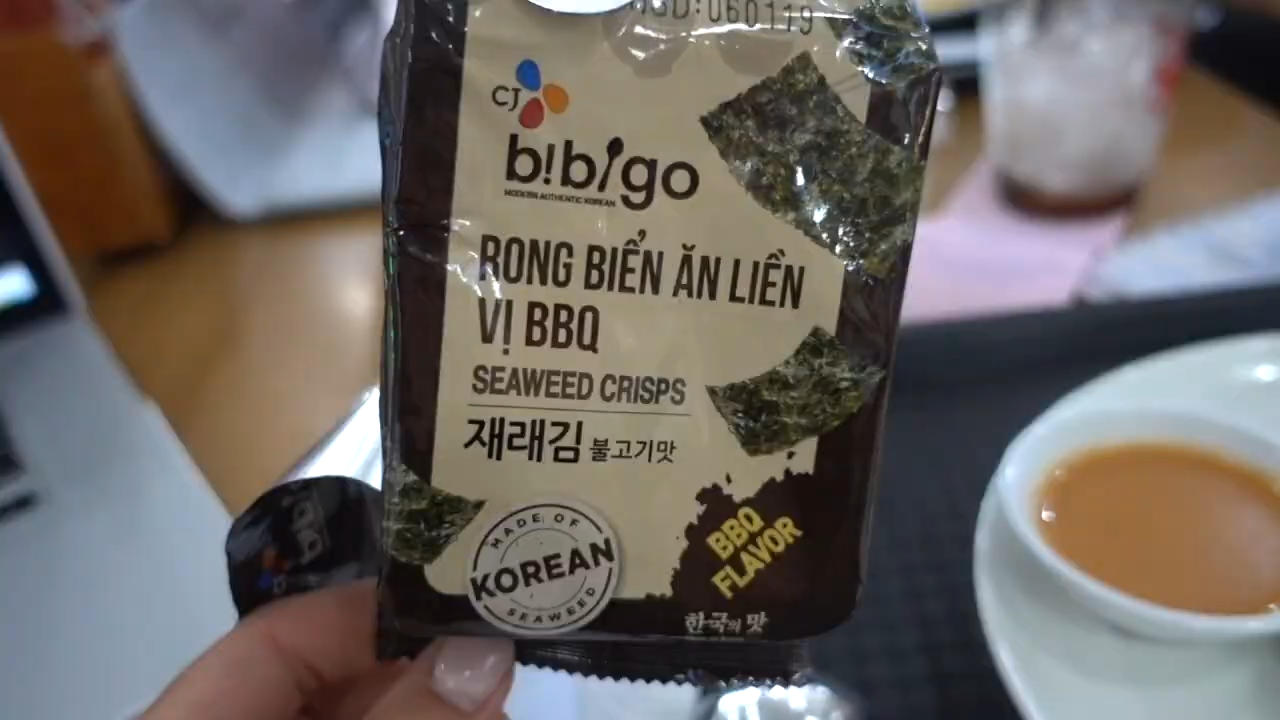 :060119
CJ
bibigo
MODERN AUTHENTIC KOREAN
RONG BIỂN ĂN LIỀN
VỊ BBQ
SEAWEED CRISPS
재래김 불고기맛
MADE OF
KOREAN
SEAWEED
BBQ
FLAVOR
한국의 맛